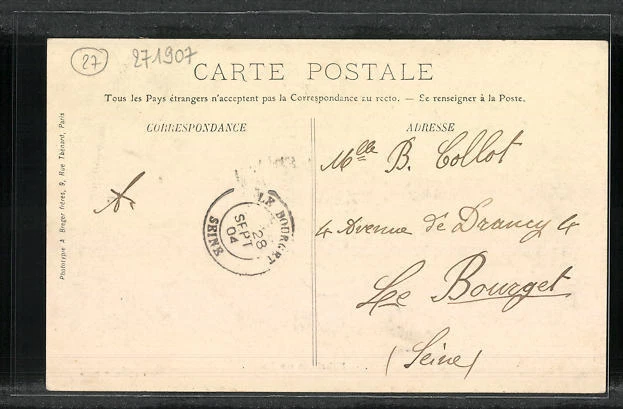 27
271907
CARTE POSTALE
Tous les Pays étrangers n'acceptent pas la Correspondance au recto. — Se renseigner à la Poste.
CORRESPONDANCE
ADRESSE
Phototypie A Breger frères, 9, Rue Thénard, Paris
A.
LE BOURGET
28
SEPT
04
SEINE
Mlle B. Collot
4 Avenue de Drancy 4
Le Bourget
(Seine)